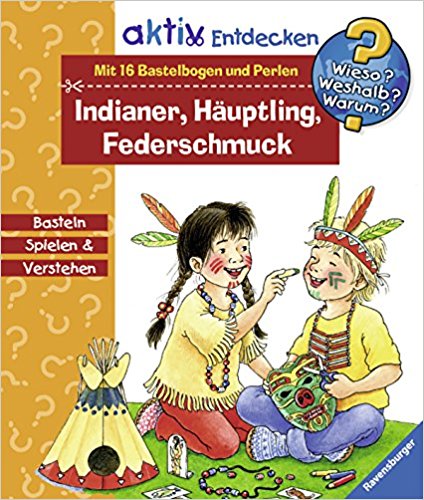 aktiv Entdecken
Mit 16 Bastelbogen und Perlen
Wieso?
Weshalb?
Warum?
Indianer, Häuptling,
Federschmuck
Basteln
Spielen &
Verstehen
Ravensburger